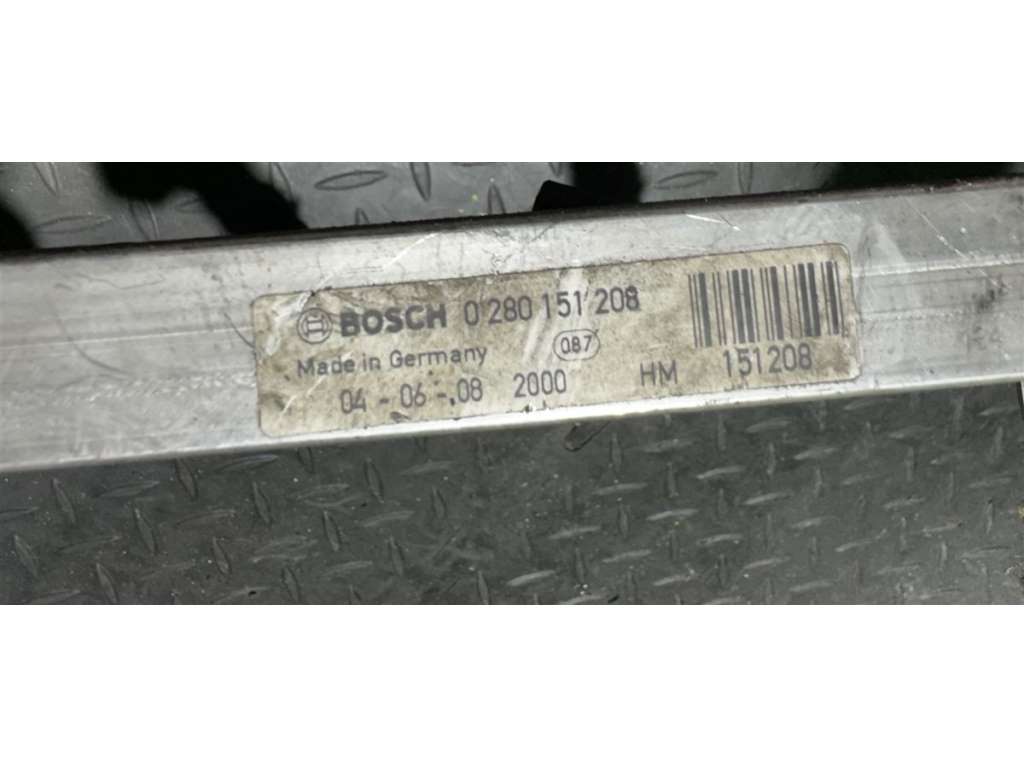 BOSCH 0 280 151 208
Made in Germany 087
04 - 06 - 08 2000 HM 151208